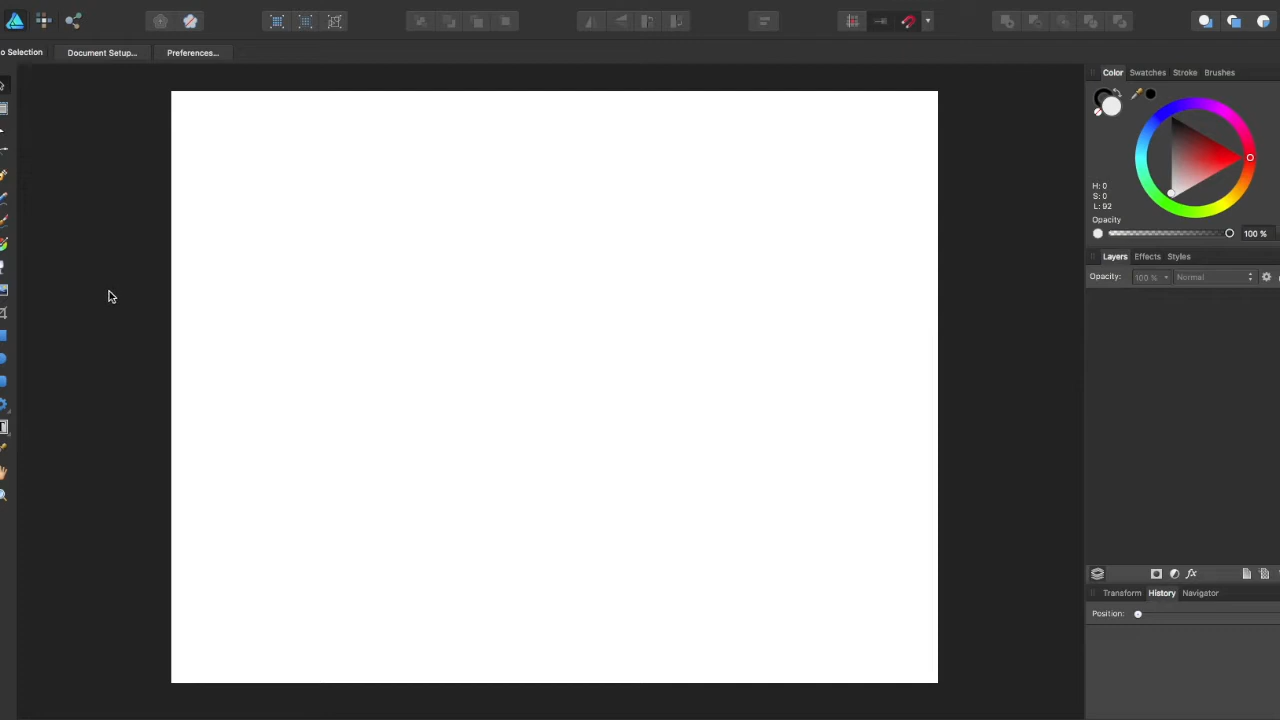 o Selection
Document Setup...
Preferences...
Color
Swatches
Stroke
Brushes
H: 0
S: 0
L: 92
Opacity
100 %
Layers
Effects
Styles
Opacity:
100 %
Normal
fx
Transform
History
Navigator
Position: